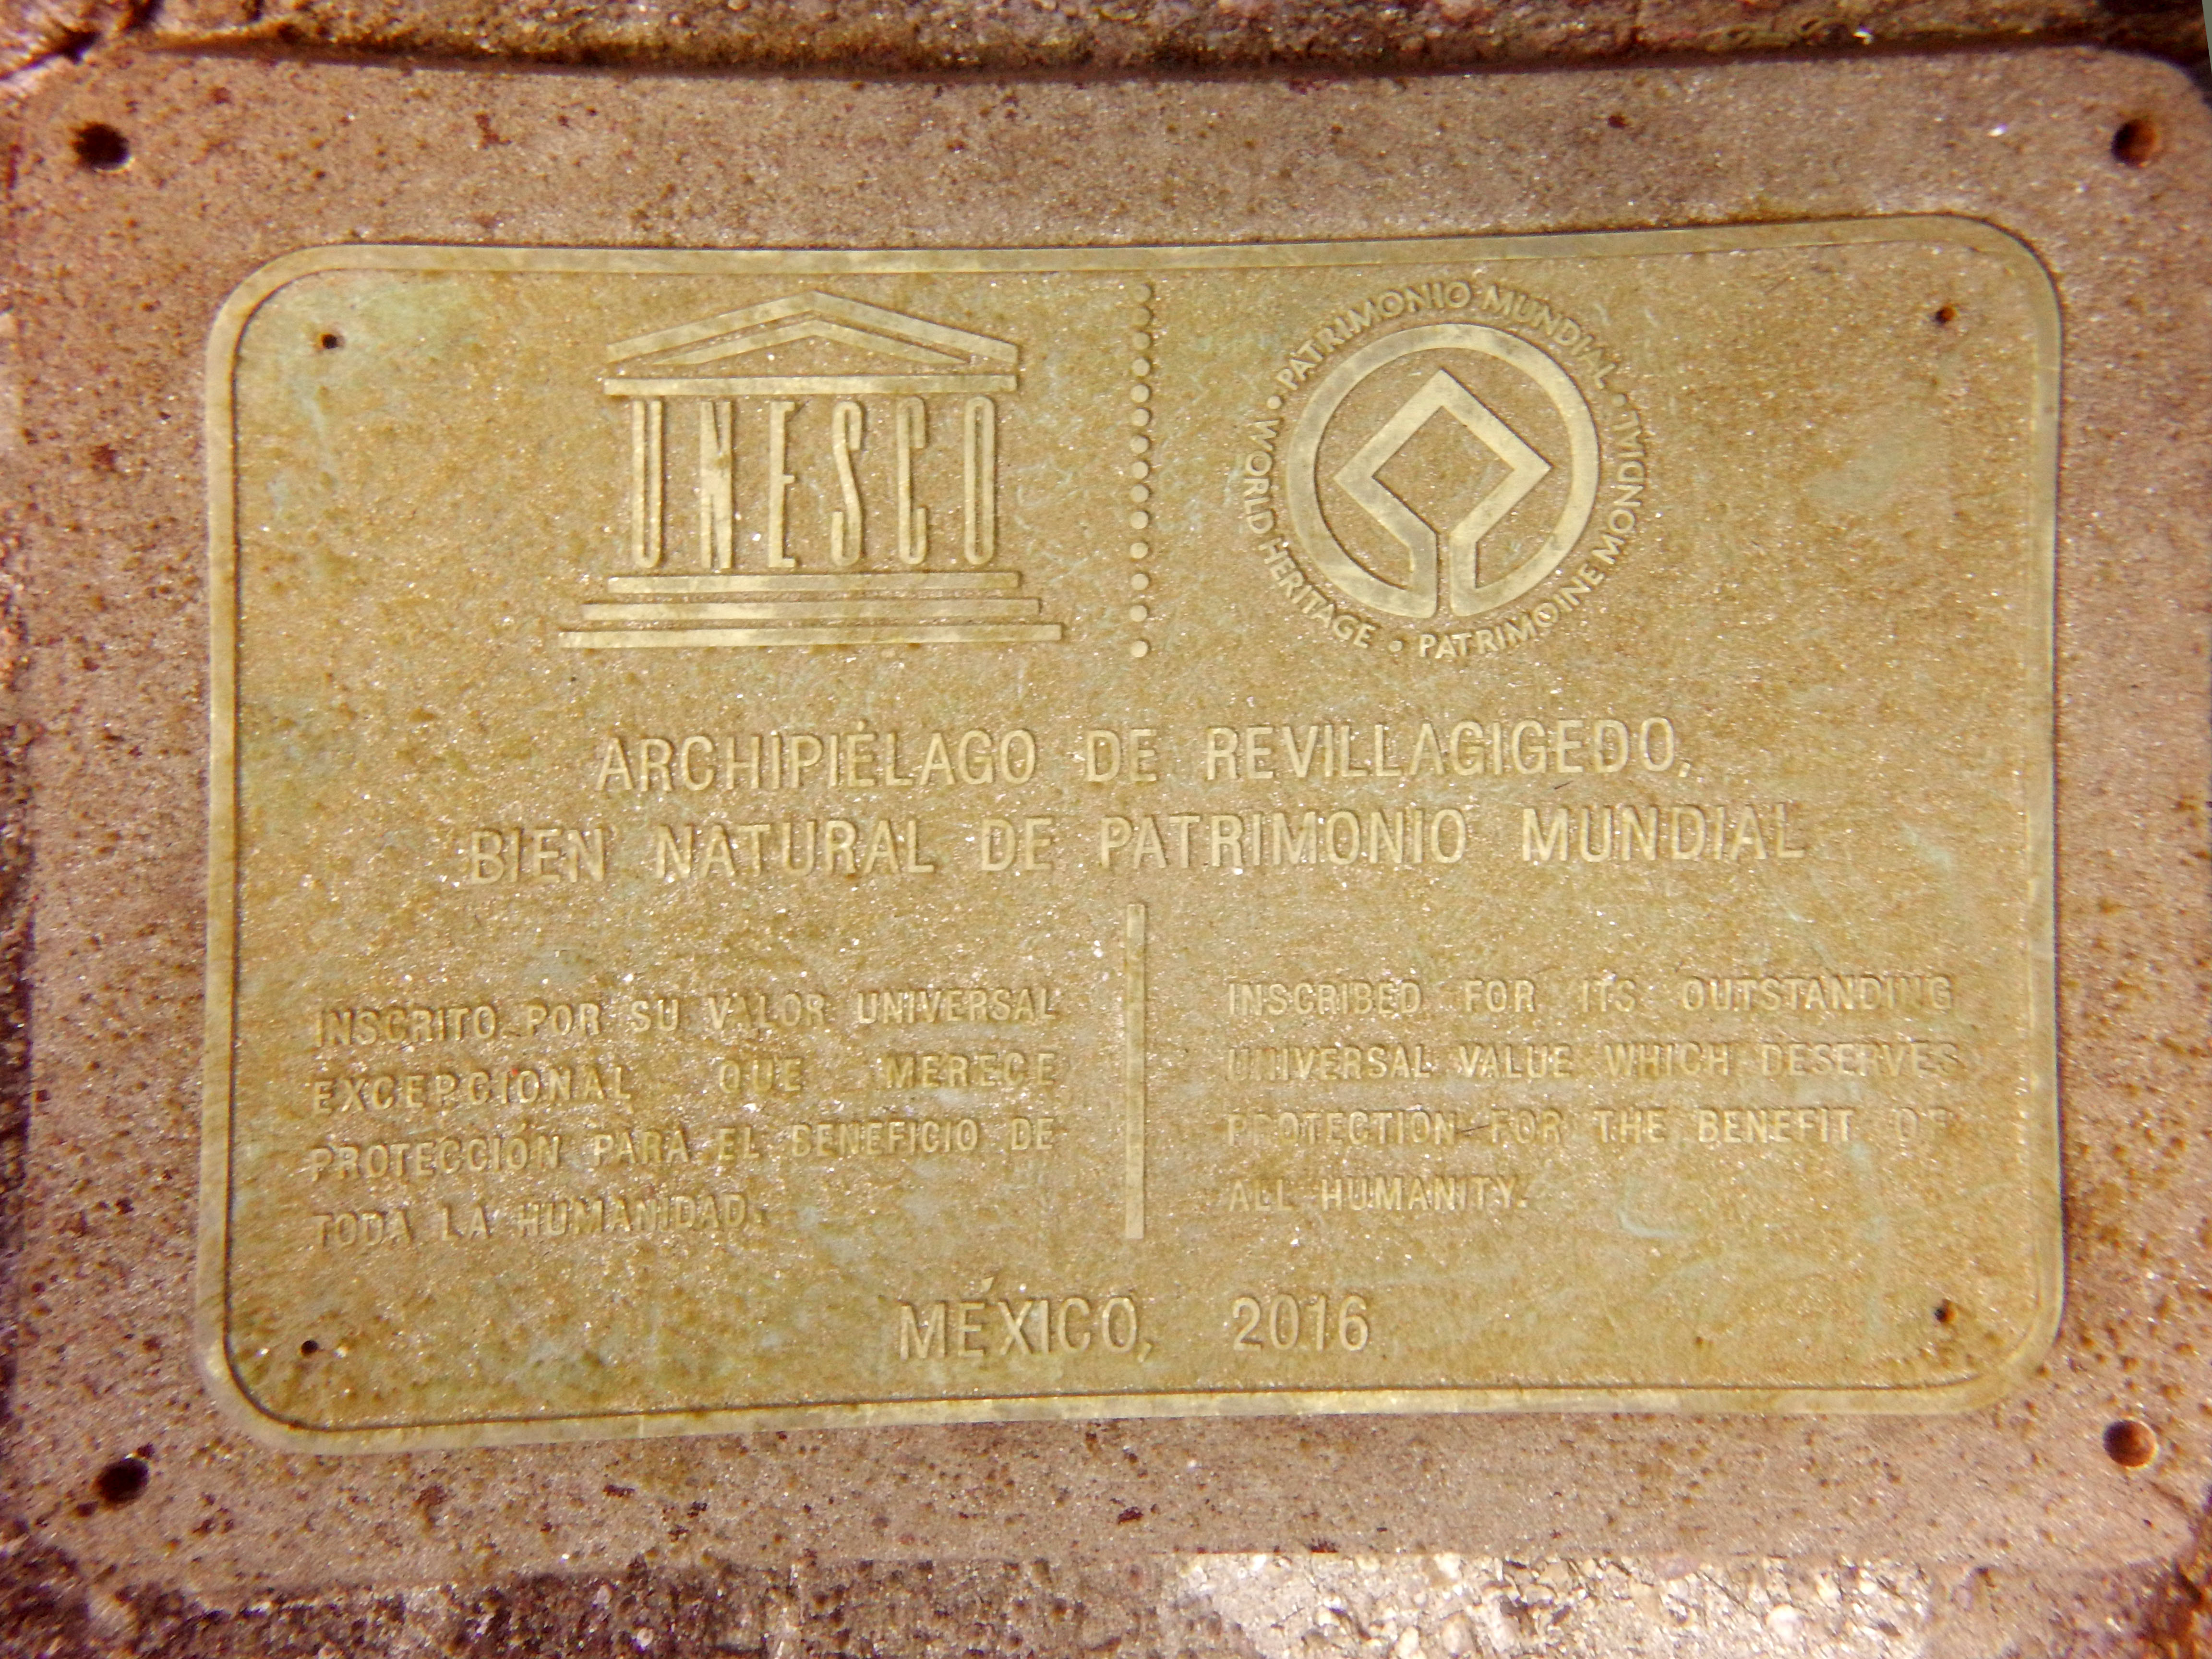 UNESCO
PATRIMONIO MUNDIAL • PATRIMOINE MONDIAL • WORLD HERITAGE •
ARCHIPIÉLAGO DE REVILLAGIGEDO,
BIEN NATURAL DE PATRIMONIO MUNDIAL
INSCRITO POR SU VALOR UNIVERSAL
EXCEPCIONAL QUE MERECE
PROTECCIÓN PARA EL BENEFICIO DE
TODA LA HUMANIDAD.
INSCRIBED FOR ITS OUTSTANDING
UNIVERSAL VALUE WHICH DESERVES
PROTECTION FOR THE BENEFIT OF
ALL HUMANITY.
MÉXICO, 2016